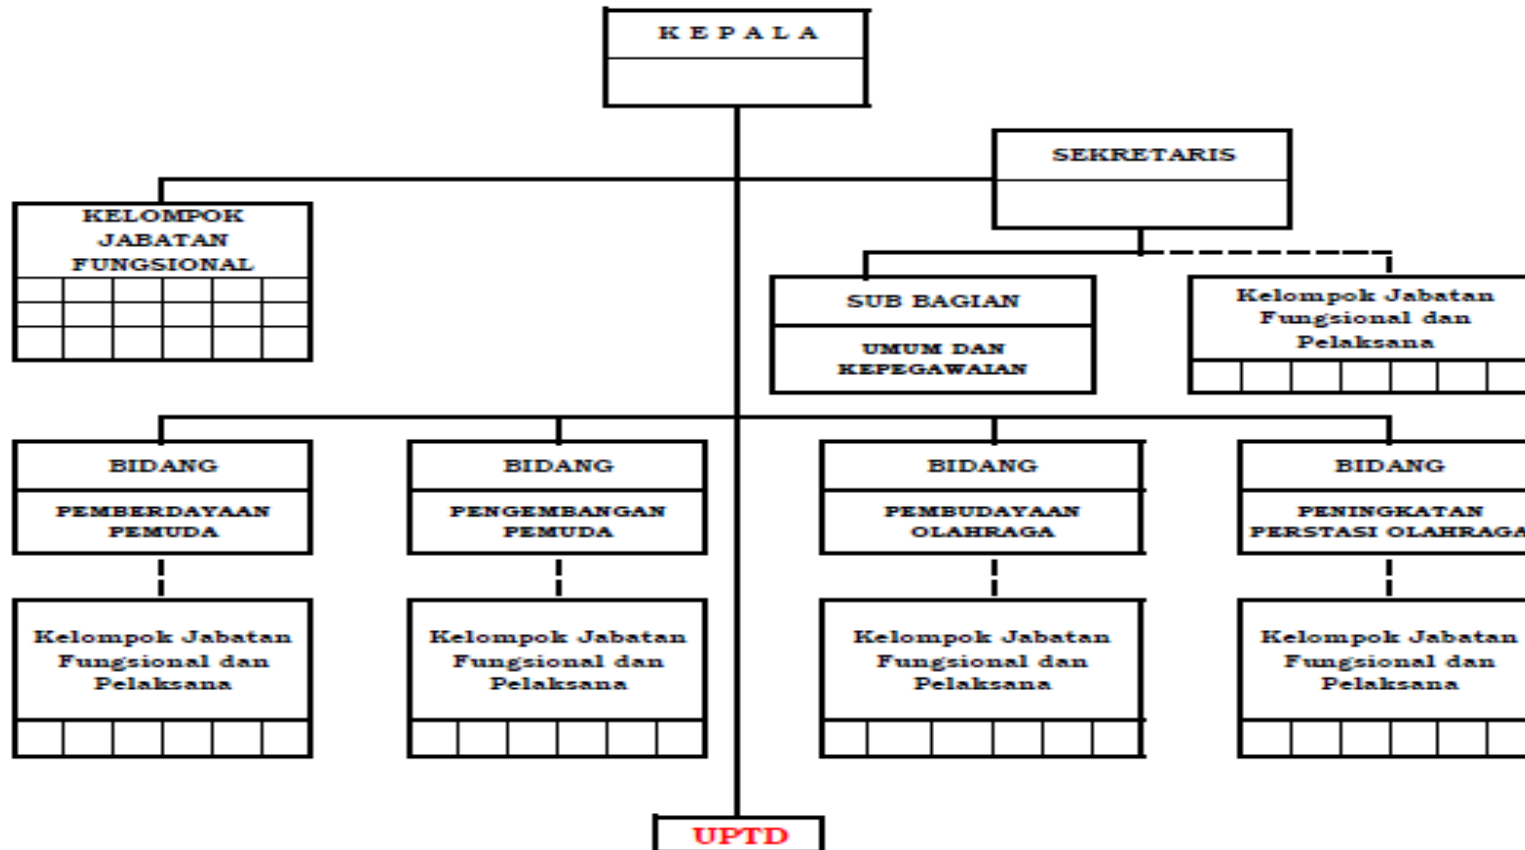 K E P A L A
SEKRETARIS
KELOMPOK
JABATAN
FUNGSIONAL
SUB BAGIAN
UMUM DAN
KEPEGAWAIAN
Kelompok Jabatan
Fungsional dan
Pelaksana
BIDANG
PEMBERDAYAAN
PEMUDA
BIDANG
PENGEMBANGAN
PEMUDA
BIDANG
PEMBUDAYAAN
OLAHRAGA
BIDANG
PENINGKATAN
PERSTASI OLAHRAGA
Kelompok Jabatan
Fungsional dan
Pelaksana
Kelompok Jabatan
Fungsional dan
Pelaksana
Kelompok Jabatan
Fungsional dan
Pelaksana
Kelompok Jabatan
Fungsional dan
Pelaksana
UPTD